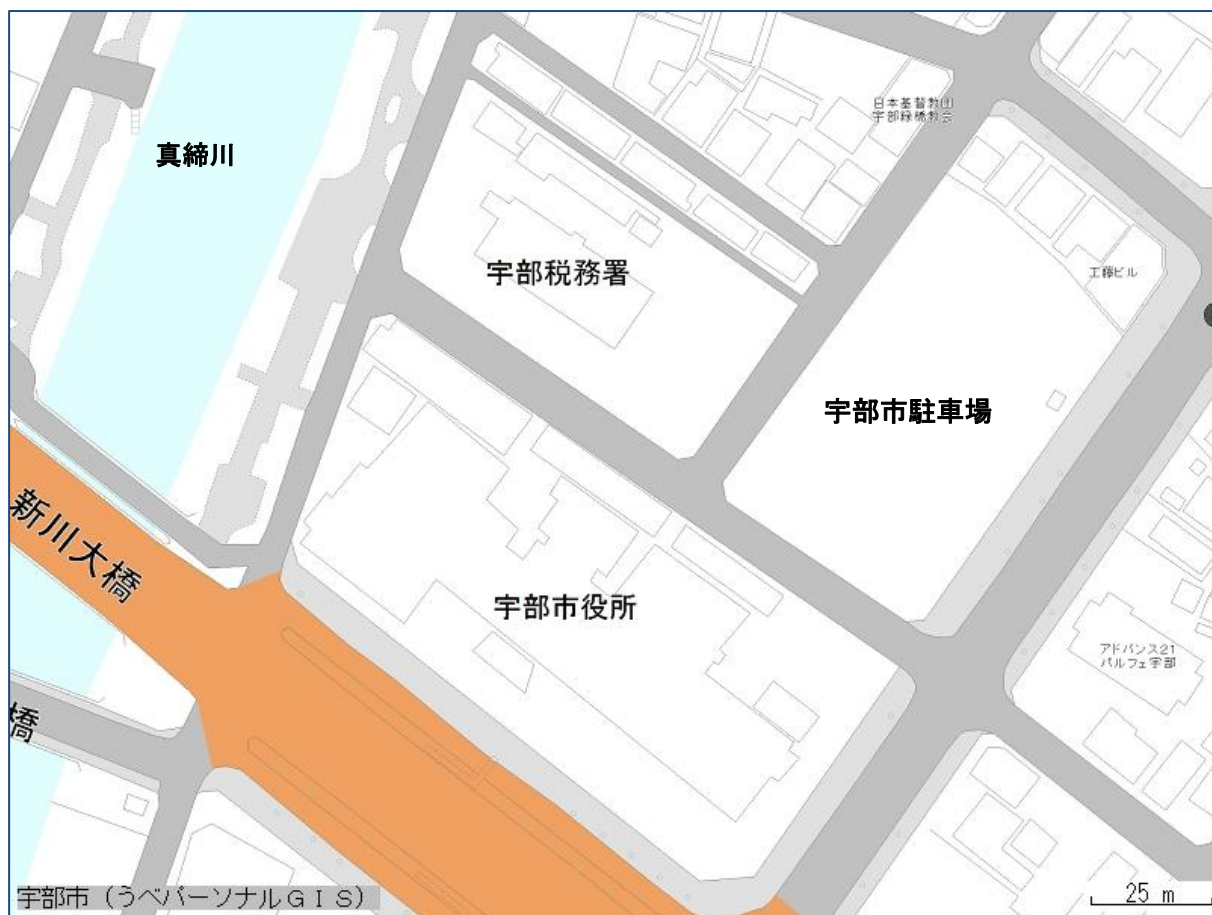 日本基督教団
宇部緑橋教会
真締川
宇部税務署
工藤ビル
宇部市駐車場
新川大橋
宇部市役所
アドバンス21
パルフェ宇部
橋
宇部市(うべパーソナルGIS)
25 m